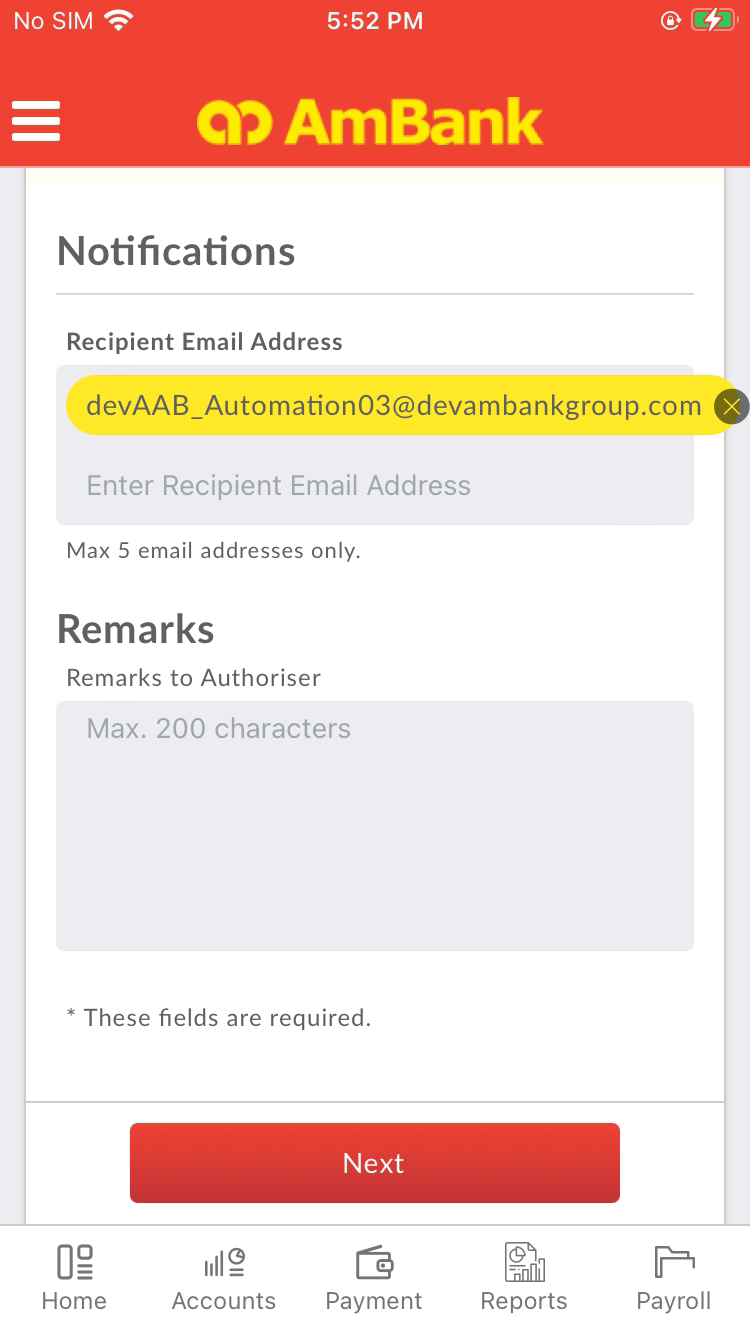 No SIM 5:52 PM
AmBank
Notifications
Recipient Email Address
devAAB_Automation03@devambankgroup.com
Enter Recipient Email Address
Max 5 email addresses only.
Remarks
Remarks to Authoriser
Max. 200 characters
* These fields are required.
Next
Home Accounts Payment Reports Payroll